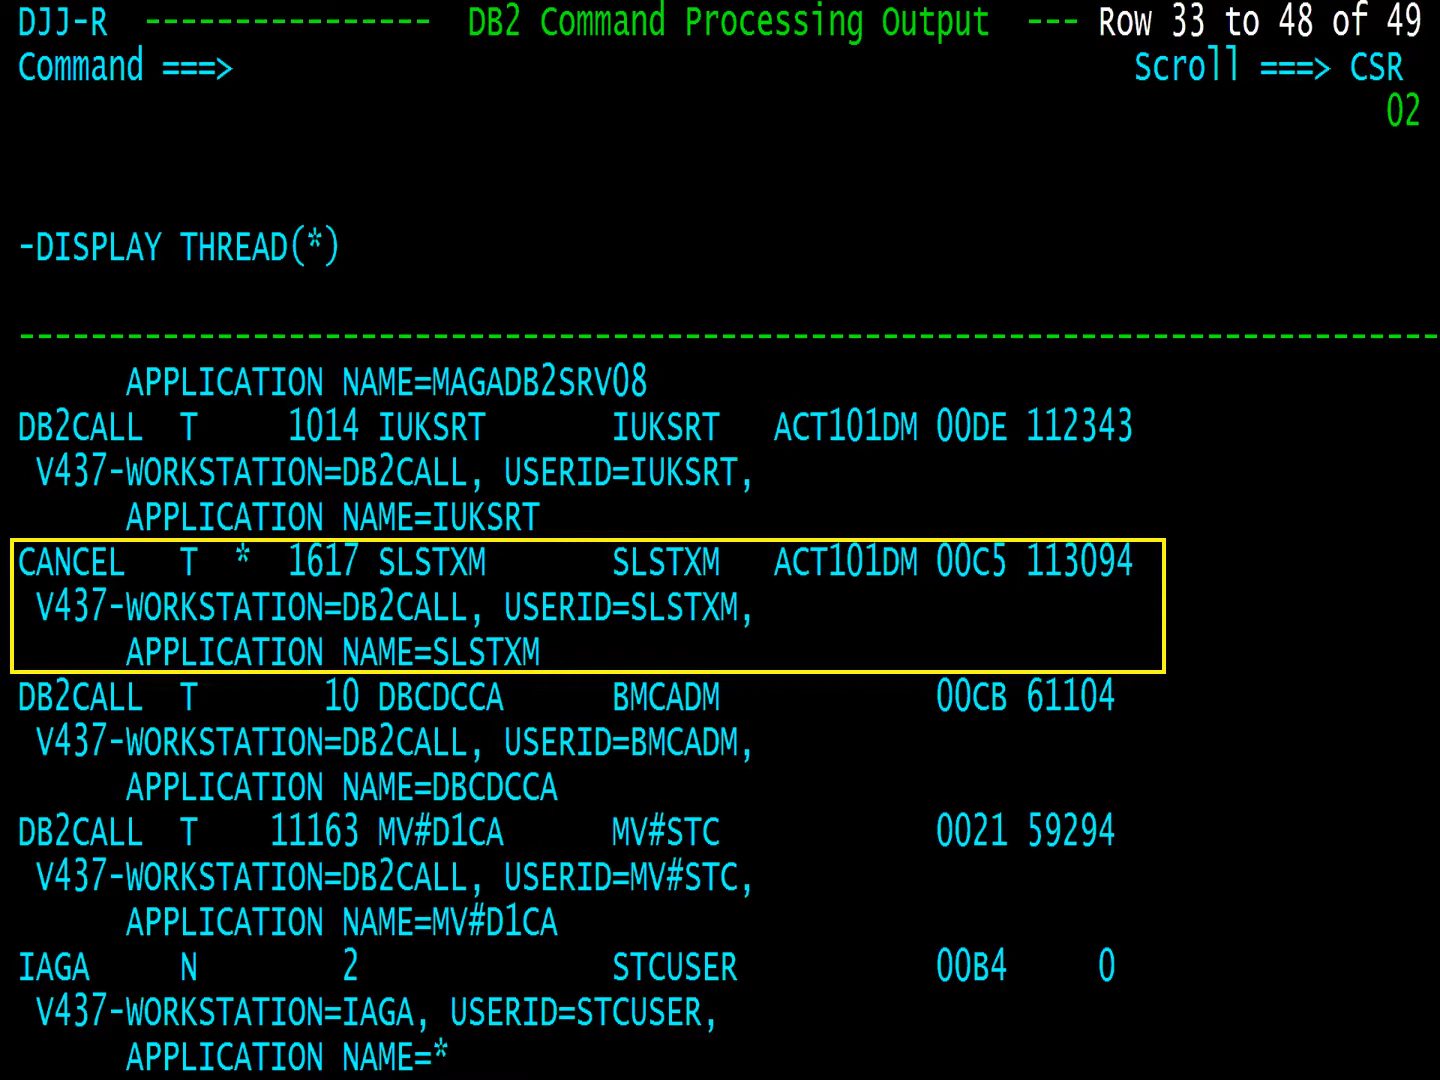 DJJ-R ---------------- DB2 Command Processing Output --- Row 33 to 48 of 49
Command ===> Scroll ===> CSR
02
-DISPLAY THREAD(*)
-------------------------------------------------------------------------------
APPLICATION NAME=MAGADB2SRV08
DB2CALL T 1014 IUKSRT IUKSRT ACT101DM 00DE 112343
V437-WORKSTATION=DB2CALL, USERID=IUKSRT,
APPLICATION NAME=IUKSRT
CANCEL T * 1617 SLSTXM SLSTXM ACT101DM 00C5 113094
V437-WORKSTATION=DB2CALL, USERID=SLSTXM,
APPLICATION NAME=SLSTXM
DB2CALL T 10 DBCDCCA BMCADM 00CB 61104
V437-WORKSTATION=DB2CALL, USERID=BMCADM,
APPLICATION NAME=DBCDCCA
DB2CALL T 11163 MV#D1CA MV#STC 0021 59294
V437-WORKSTATION=DB2CALL, USERID=MV#STC,
APPLICATION NAME=MV#D1CA
IAGA N 2 STCUSER 00B4 0
V437-WORKSTATION=IAGA, USERID=STCUSER,
APPLICATION NAME=*